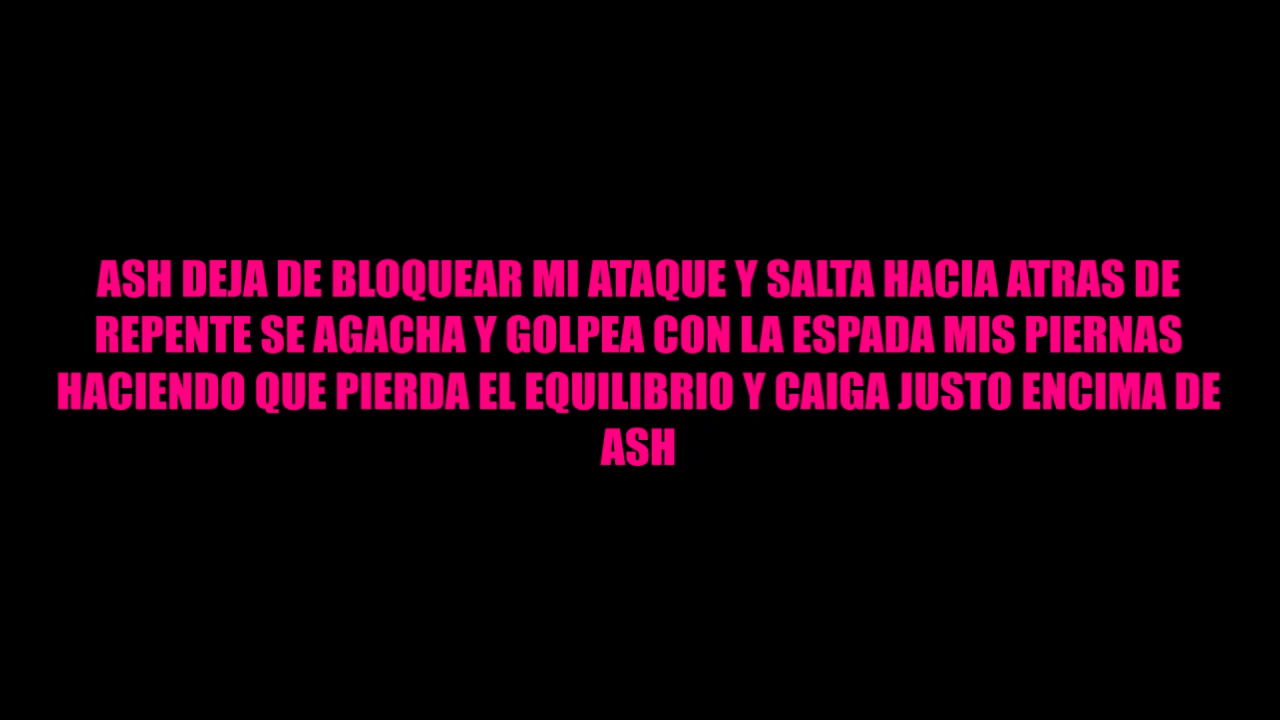 ASH DEJA DE BLOQUEAR MI ATAQUE Y SALTA HACIA ATRAS DE
REPENTE SE AGACHA Y GOLPEA CON LA ESPADA MIS PIERNAS
HACIENDO QUE PIERDA EL EQUILIBRIO Y CAIGA JUSTO ENCIMA DE
ASH